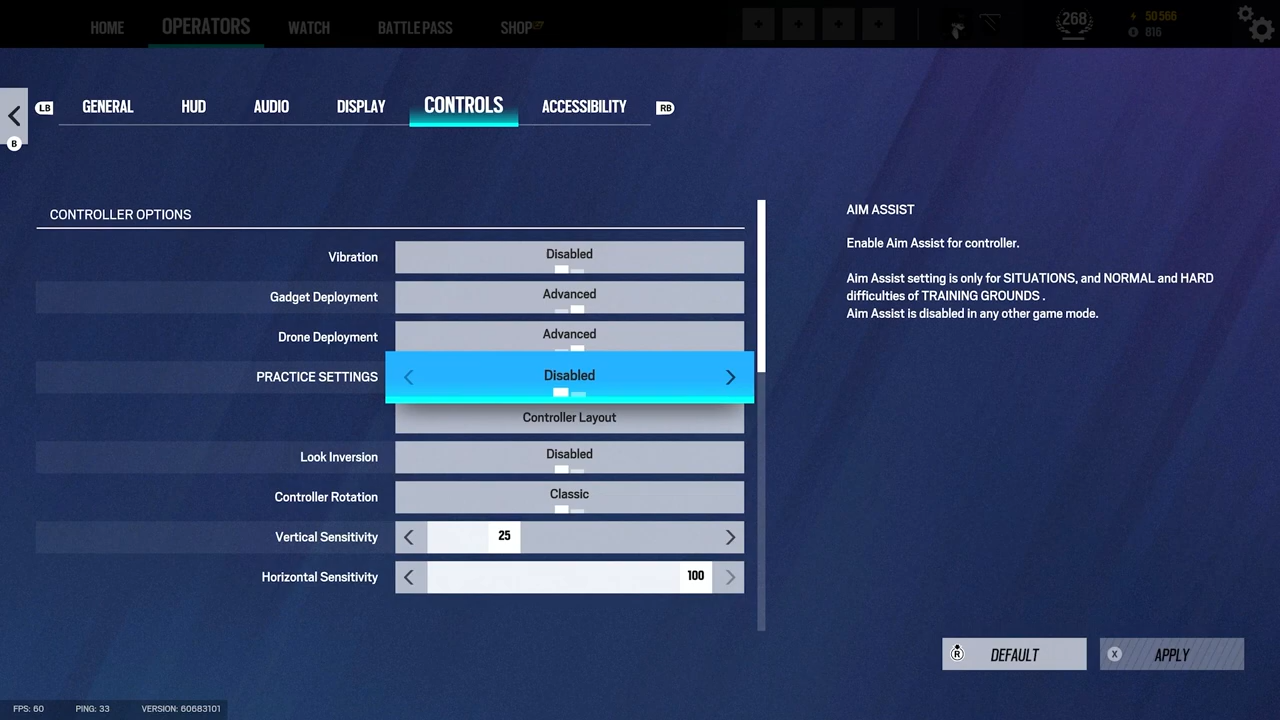 HOME OPERATORS WATCH BATTLE PASS SHOP 268 50 566
816
LB GENERAL HUD AUDIO DISPLAY CONTROLS ACCESSIBILITY RB
B
CONTROLLER OPTIONS
Vibration Disabled
Gadget Deployment Advanced
Drone Deployment Advanced
PRACTICE SETTINGS Disabled
Controller Layout
Look Inversion Disabled
Controller Rotation Classic
Vertical Sensitivity 25
Horizontal Sensitivity 100
AIM ASSIST
Enable Aim Assist for controller.
Aim Assist setting is only for SITUATIONS, and NORMAL and HARD
difficulties of TRAINING GROUNDS .
Aim Assist is disabled in any other game mode.
R DEFAULT X APPLY
FPS: 60 PING: 33 VERSION: 60683101